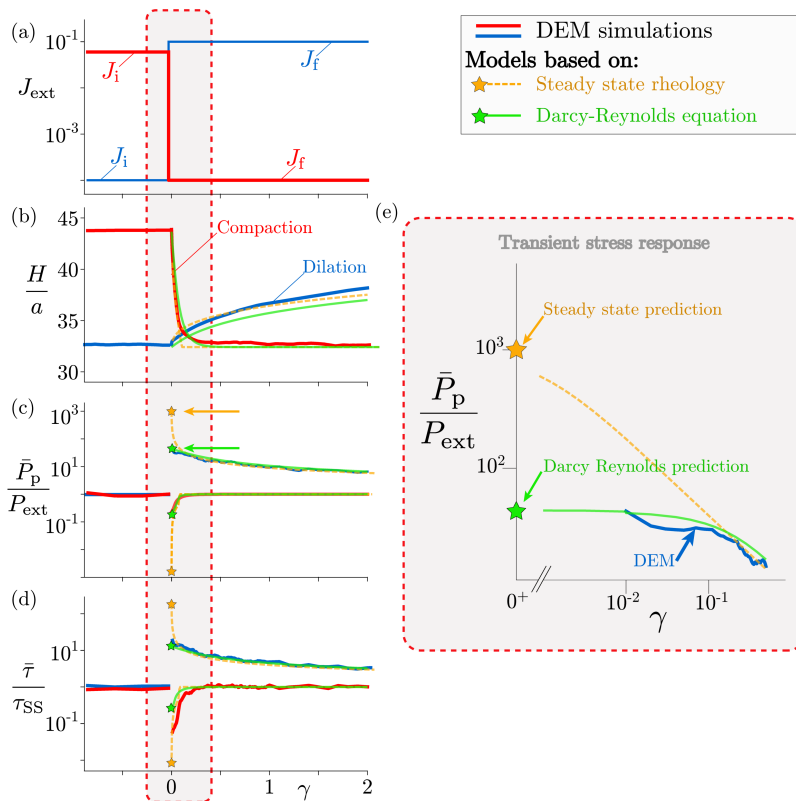 DEM simulations
Models based on:
Steady state rheology
Darcy-Reynolds equation
(a)
J_ext
10^-1
10^-3
J_i
J_f
J_i
J_f
(b)
H/a
45
41
37
33
Compaction
Dilation
(c)
P̄_p/P_ext
10^3
10^1
10^-1
(d)
τ̄/τ_SS
10^1
10^-1
0
1
γ
2
(e)
Transient stress response
Steady state prediction
10^3
P̄_p/P_ext
10^2
Darcy Reynolds prediction
DEM
0^+
10^-2
10^-1
γ